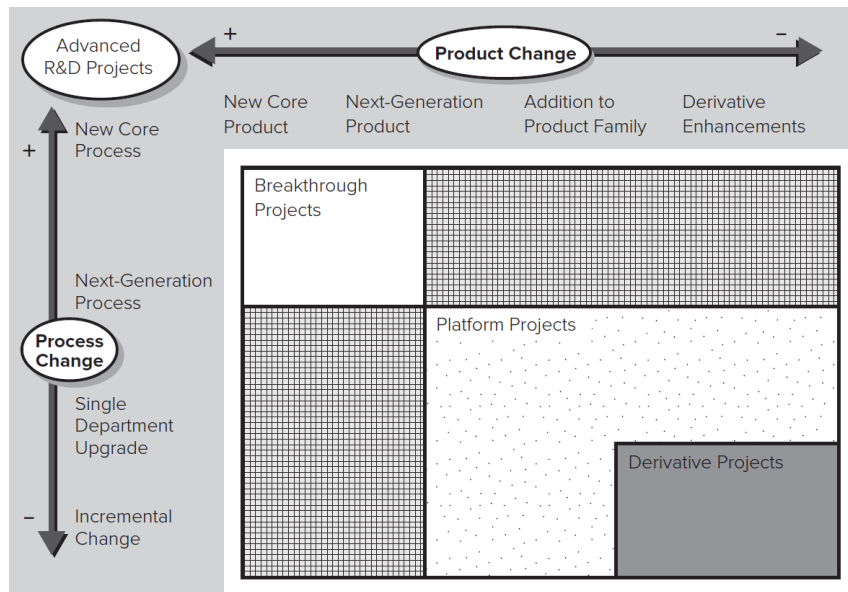 Advanced
R&D Projects
+
Product Change
–
New Core
Product
Next-Generation
Product
Addition to
Product Family
Derivative
Enhancements
+
New Core
Process
Next-Generation
Process
Process
Change
Single
Department
Upgrade
–
Incremental
Change
Breakthrough
Projects
Platform Projects
Derivative Projects